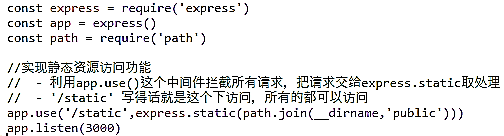 const express = require('express')
const app = express()
const path = require('path')
//实现静态资源访问功能
// - 利用app.use()这个中间件拦截所有请求，把请求交给express.static取处理
// - '/static' 写得话就是这个下访问，所有的都可以访问
app.use('/static',express.static(path.join(__dirname,'public')))
app.listen(3000)